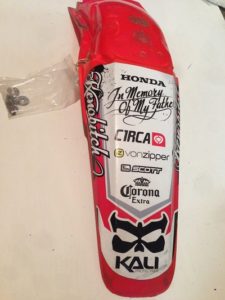 HONDA
In Memory
Of My Father
CIRCA
vonzipper
SCOTT
Corona
Extra
KALI